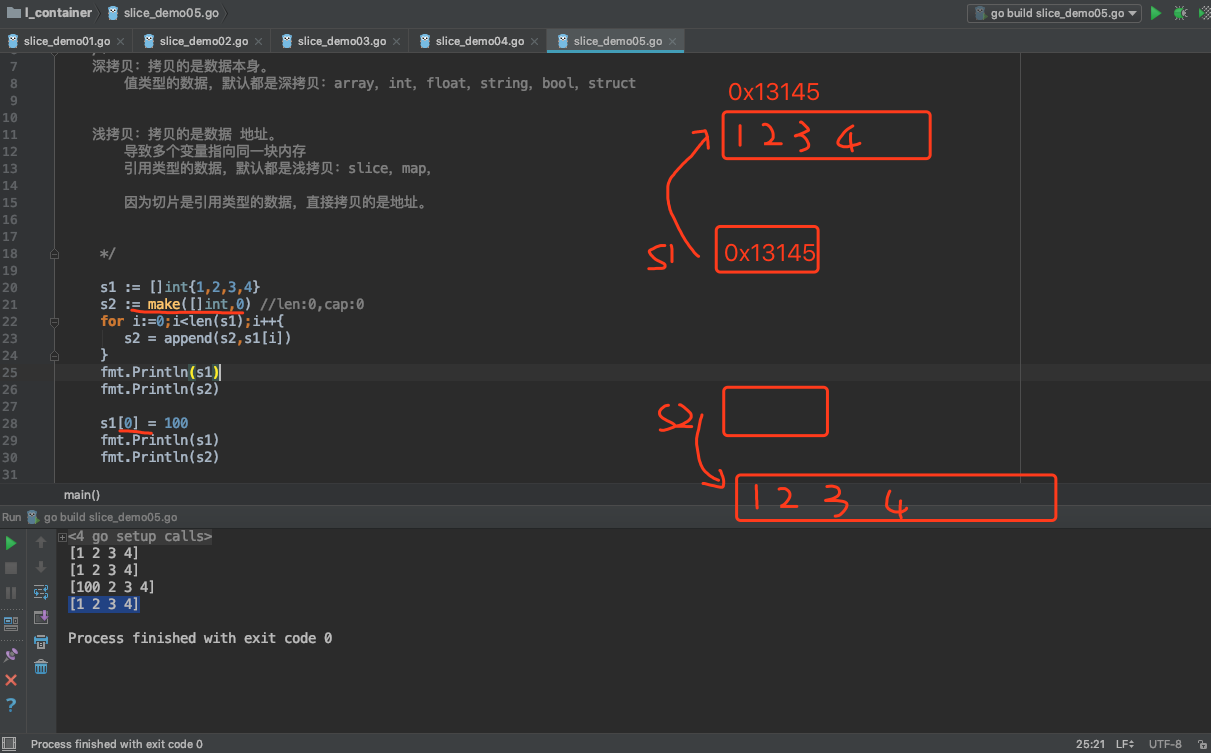 l_container slice_demo05.go go build slice_demo05.go
slice_demo01.go slice_demo02.go slice_demo03.go slice_demo04.go slice_demo05.go
7 深拷贝：拷贝的是数据本身。
8 值类型的数据，默认都是深拷贝：array, int, float, string, bool, struct
9
10
11 浅拷贝：拷贝的是数据 地址。
12 导致多个变量指向同一块内存
13 引用类型的数据，默认都是浅拷贝：slice, map,
14
15 因为切片是引用类型的数据，直接拷贝的是地址。
16
17
18 */
19
20 s1 := []int{1,2,3,4}
21 s2 := make([]int,0) //len:0,cap:0
22 for i:=0;i<len(s1);i++{
23 s2 = append(s2,s1[i])
24 }
25 fmt.Println(s1)
26 fmt.Println(s2)
27
28 s1[0] = 100
29 fmt.Println(s1)
30 fmt.Println(s2)
31
0x13145
1 2 3 4
S1 0x13145
S2
1 2 3 4
main()
Run go build slice_demo05.go
<4 go setup calls>
[1 2 3 4]
[1 2 3 4]
[100 2 3 4]
[1 2 3 4]
Process finished with exit code 0
Process finished with exit code 0 25:21 LF UTF-8